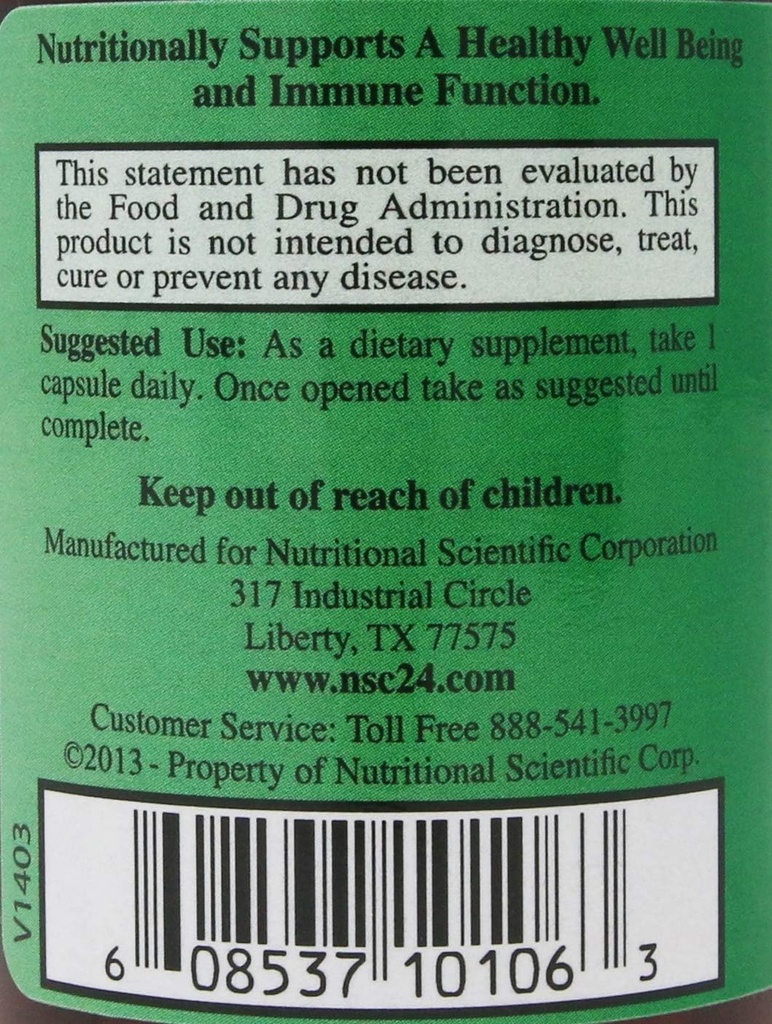 Nutritionally Supports A Healthy Well Being
and Immune Function.
This statement has not been evaluated by
the Food and Drug Administration. This
product is not intended to diagnose, treat,
cure or prevent any disease.
Suggested Use: As a dietary supplement, take 1
capsule daily. Once opened take as suggested until
complete.
Keep out of reach of children.
Manufactured for Nutritional Scientific Corporation
317 Industrial Circle
Liberty, TX 77575
www.nsc24.com
Customer Service: Toll Free 888-541-3997
©2013 - Property of Nutritional Scientific Corp.
V1403
6 08537 10106 3